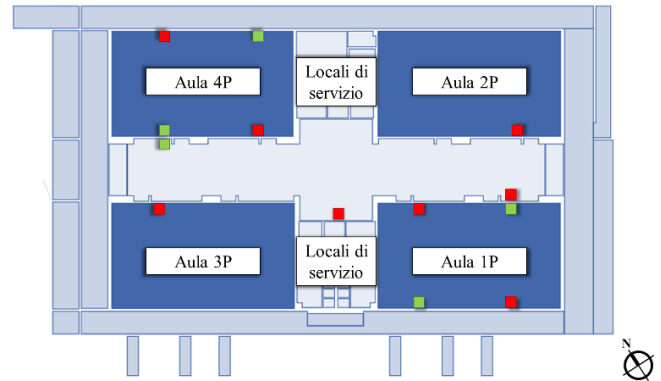 Aula 4P
Locali di
servizio
Aula 2P
Aula 3P
Locali di
servizio
Aula 1P
N